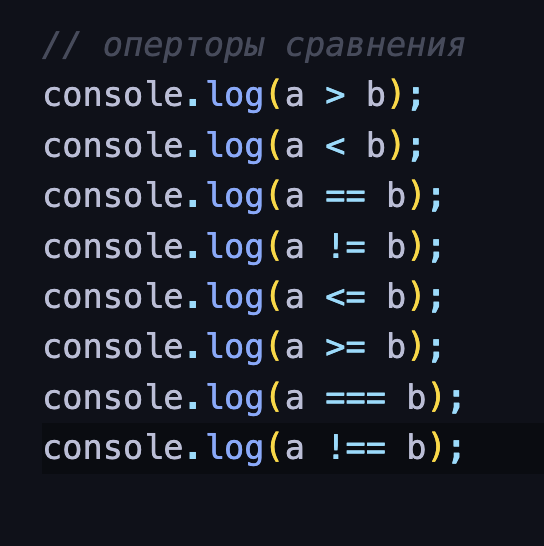 // оперторы сравнения
console.log(a > b);
console.log(a < b);
console.log(a == b);
console.log(a != b);
console.log(a <= b);
console.log(a >= b);
console.log(a === b);
console.log(a !== b);